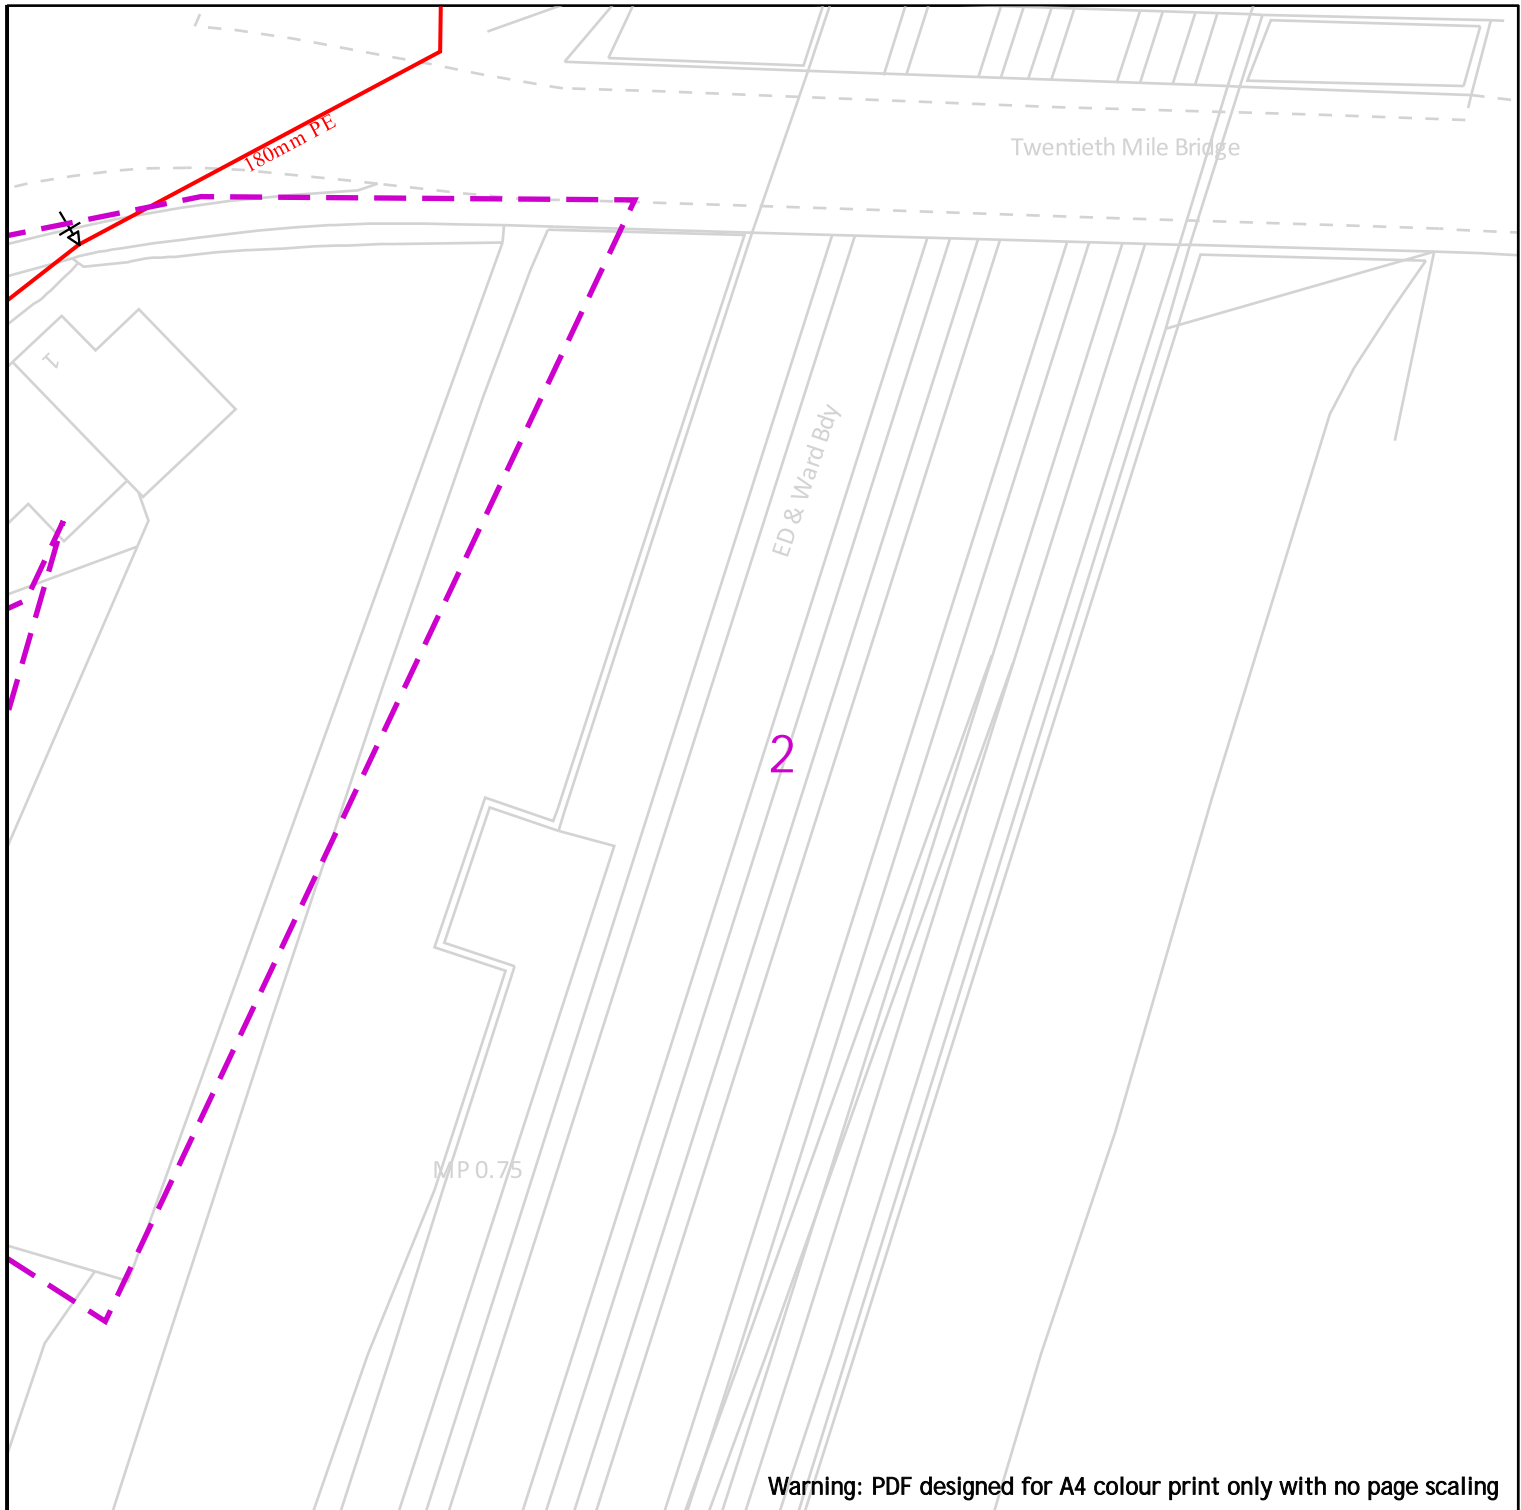 180mm PE
Twentieth Mile Bridge
1
ED & Ward Bdy
2
MP 0.75
Warning: PDF designed for A4 colour print only with no page scaling